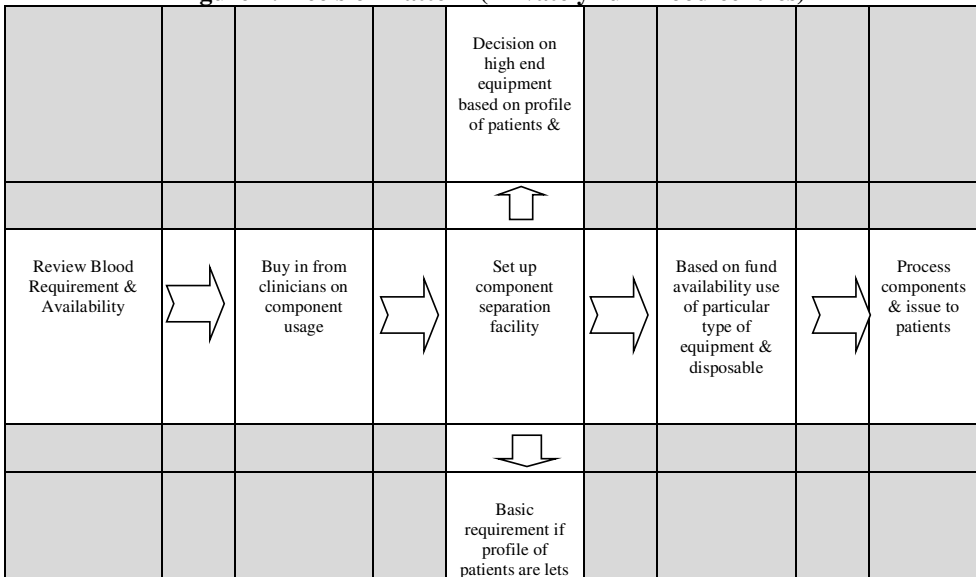 Decision on
high end
equipment
based on profile
of patients &
Review Blood
Requirement &
Availability
Buy in from
clinicians on
component
usage
Set up
component
separation
facility
Based on fund
availability use
of particular
type of
equipment &
disposable
Process
components
& issue to
patients
Basic
requirement if
profile of
patients are lets